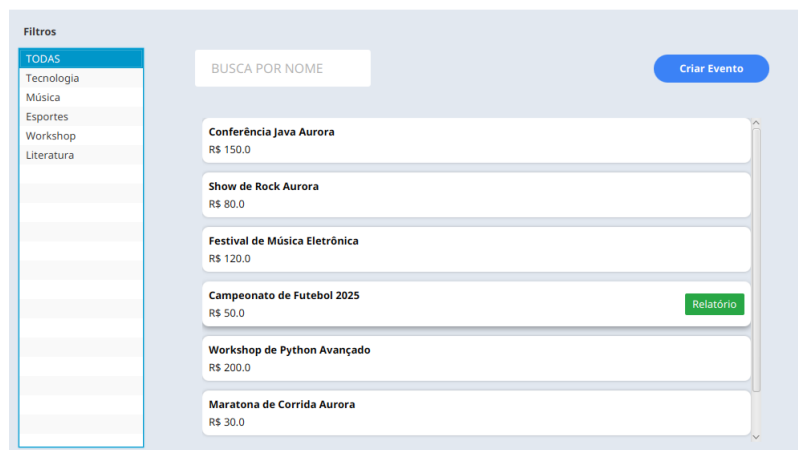 Filtros
TODAS
Tecnologia
Música
Esportes
Workshop
Literatura
BUSCA POR NOME
Criar Evento
Conferência Java Aurora
R$ 150.0
Show de Rock Aurora
R$ 80.0
Festival de Música Eletrônica
R$ 120.0
Campeonato de Futebol 2025
R$ 50.0
Relatório
Workshop de Python Avançado
R$ 200.0
Maratona de Corrida Aurora
R$ 30.0